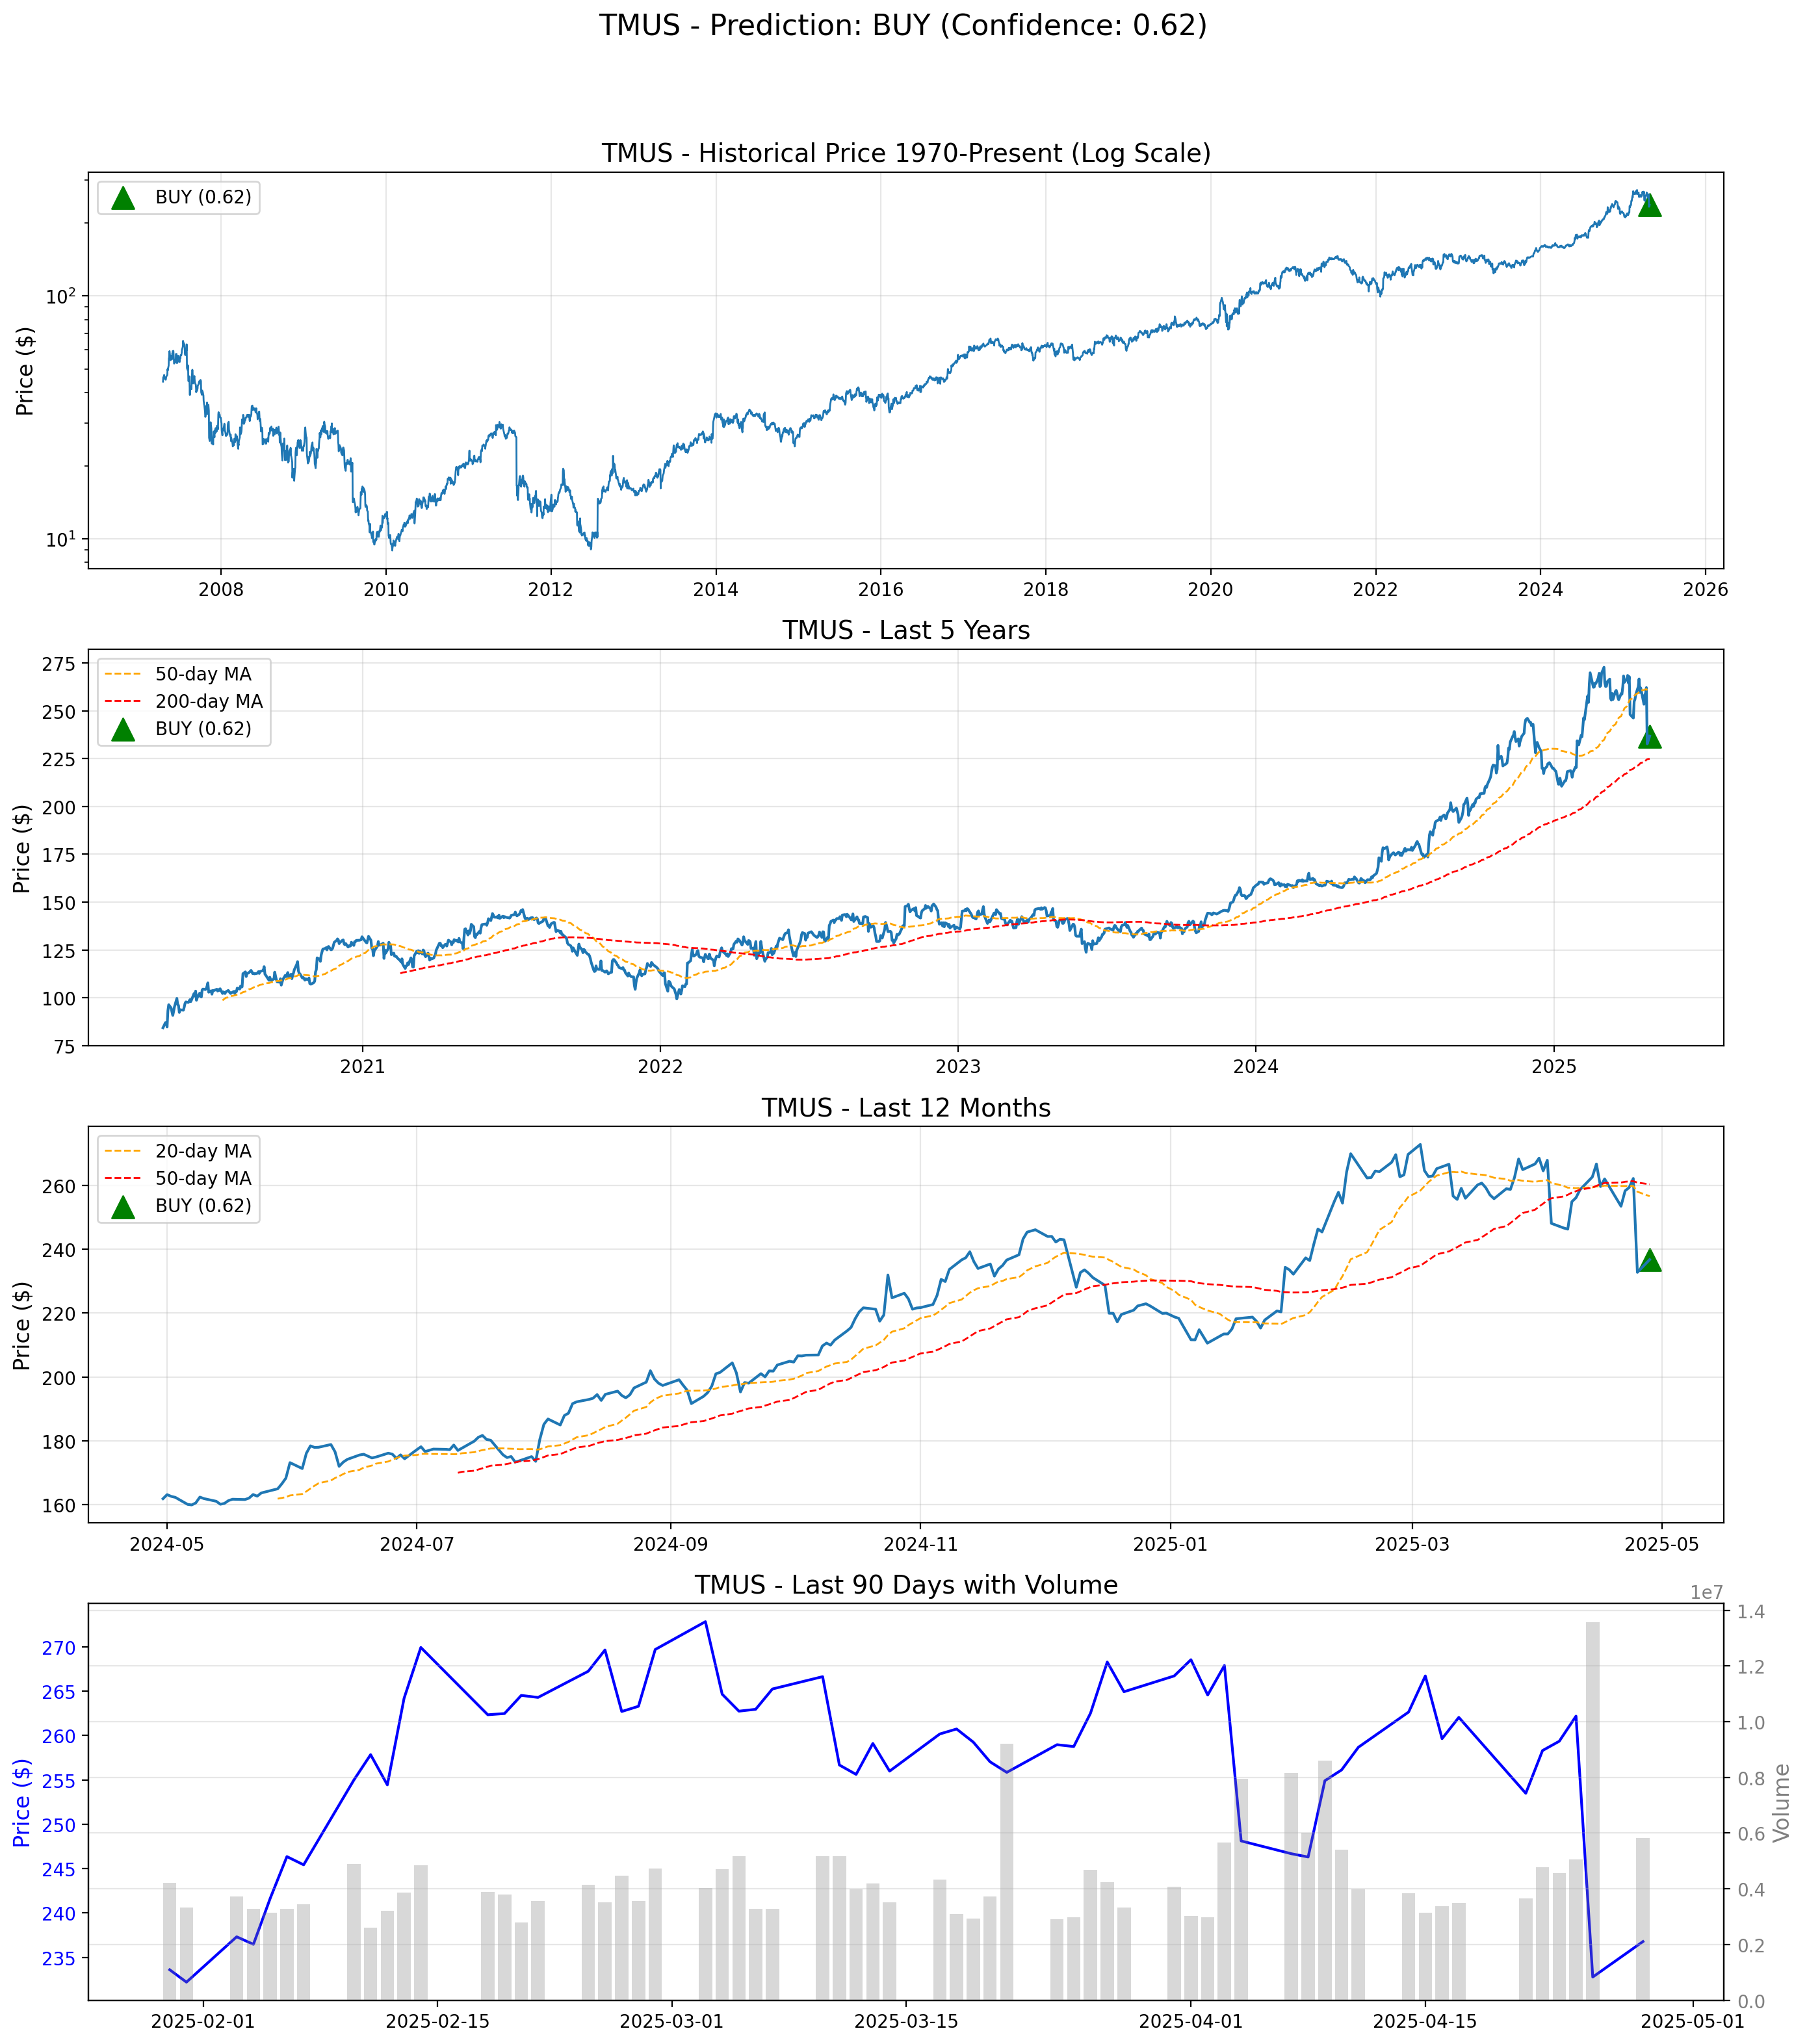 TMUS - Prediction: BUY (Confidence: 0.62)
TMUS - Historical Price 1970-Present (Log Scale)
BUY (0.62)
Price ($)
10²
10¹
2008 2010 2012 2014 2016 2018 2020 2022 2024 2026
TMUS - Last 5 Years
50-day MA
200-day MA
BUY (0.62)
Price ($)
275
250
225
200
175
150
125
100
75
2021 2022 2023 2024 2025
TMUS - Last 12 Months
20-day MA
50-day MA
BUY (0.62)
Price ($)
260
240
220
200
180
160
2024-05 2024-07 2024-09 2024-11 2025-01 2025-03 2025-05
TMUS - Last 90 Days with Volume
1e7
Price ($)
270
265
260
255
250
245
240
235
1.4
1.2
1.0
0.8
0.6
0.4
0.2
0.0
Volume
2025-02-01 2025-02-15 2025-03-01 2025-03-15 2025-04-01 2025-04-15 2025-05-01